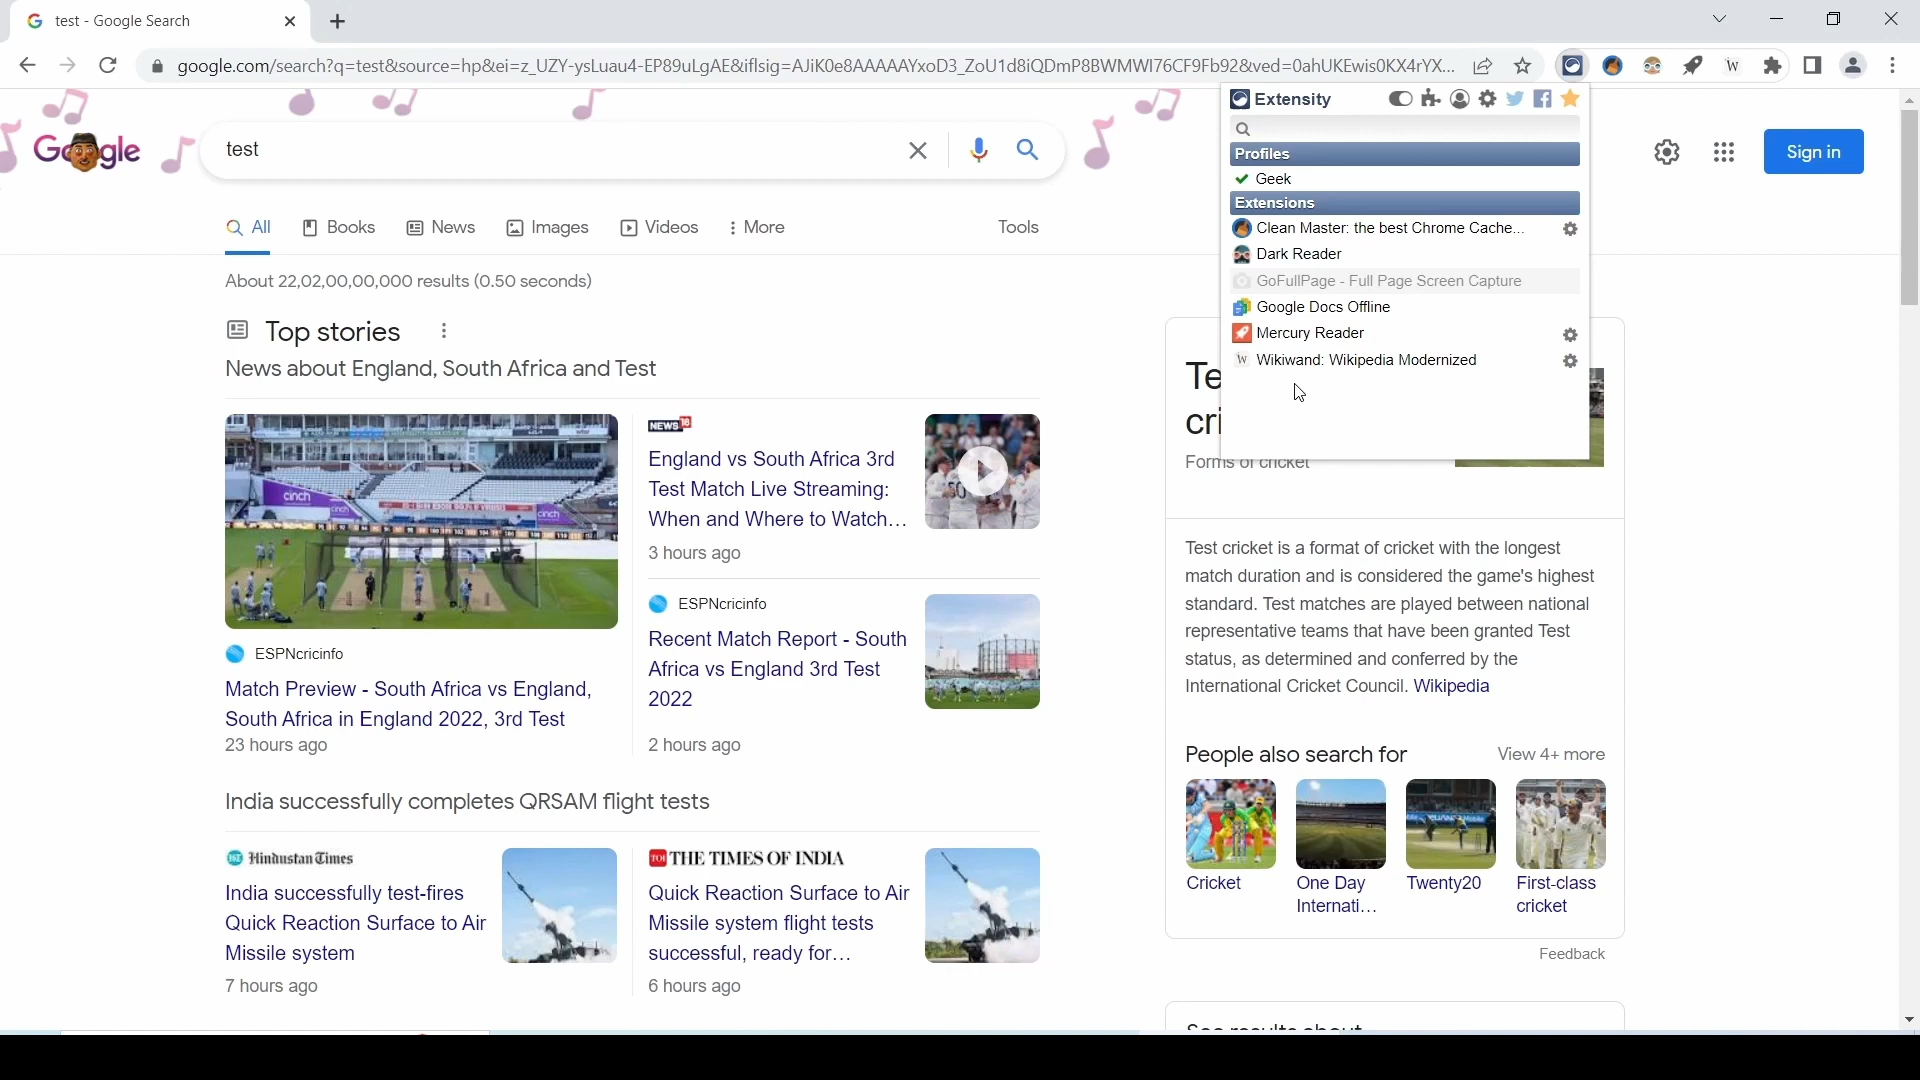 test - Google Search
google.com/search?q=test&source=hp&ei=z_UZY-ysLuau4-EP89uLgAE&iflsig=AJiK0e8AAAAAYxoD3_ZoU1d8iQDmP8BWMWI76CF9Fb92&ved=0ahUKEwis0KX4rYX...
W
Extensity
Google
test
Sign in
Profiles
Geek
Extensions
All
Books
News
Images
Videos
More
Tools
Clean Master: the best Chrome Cache...
Dark Reader
GoFullPage - Full Page Screen Capture
Google Docs Offline
Mercury Reader
W Wikiwand: Wikipedia Modernized
About 22,02,00,00,000 results (0.50 seconds)
Top stories
News about England, South Africa and Test
NEWS18
England vs South Africa 3rd
Test Match Live Streaming:
When and Where to Watch...
3 hours ago
cinch
cinch
ESPNcricinfo
Recent Match Report - South
Africa vs England 3rd Test
2022
2 hours ago
ESPNcricinfo
Match Preview - South Africa vs England,
South Africa in England 2022, 3rd Test
23 hours ago
India successfully completes QRSAM flight tests
HT Hindustan Times
India successfully test-fires
Quick Reaction Surface to Air
Missile system
7 hours ago
TOI THE TIMES OF INDIA
Quick Reaction Surface to Air
Missile system flight tests
successful, ready for...
6 hours ago
Te
cri
Forms of cricket
Test cricket is a format of cricket with the longest
match duration and is considered the game's highest
standard. Test matches are played between national
representative teams that have been granted Test
status, as determined and conferred by the
International Cricket Council. Wikipedia
People also search for
View 4+ more
Cricket
One Day
Internati...
Twenty20
First-class
cricket
Feedback
See results about